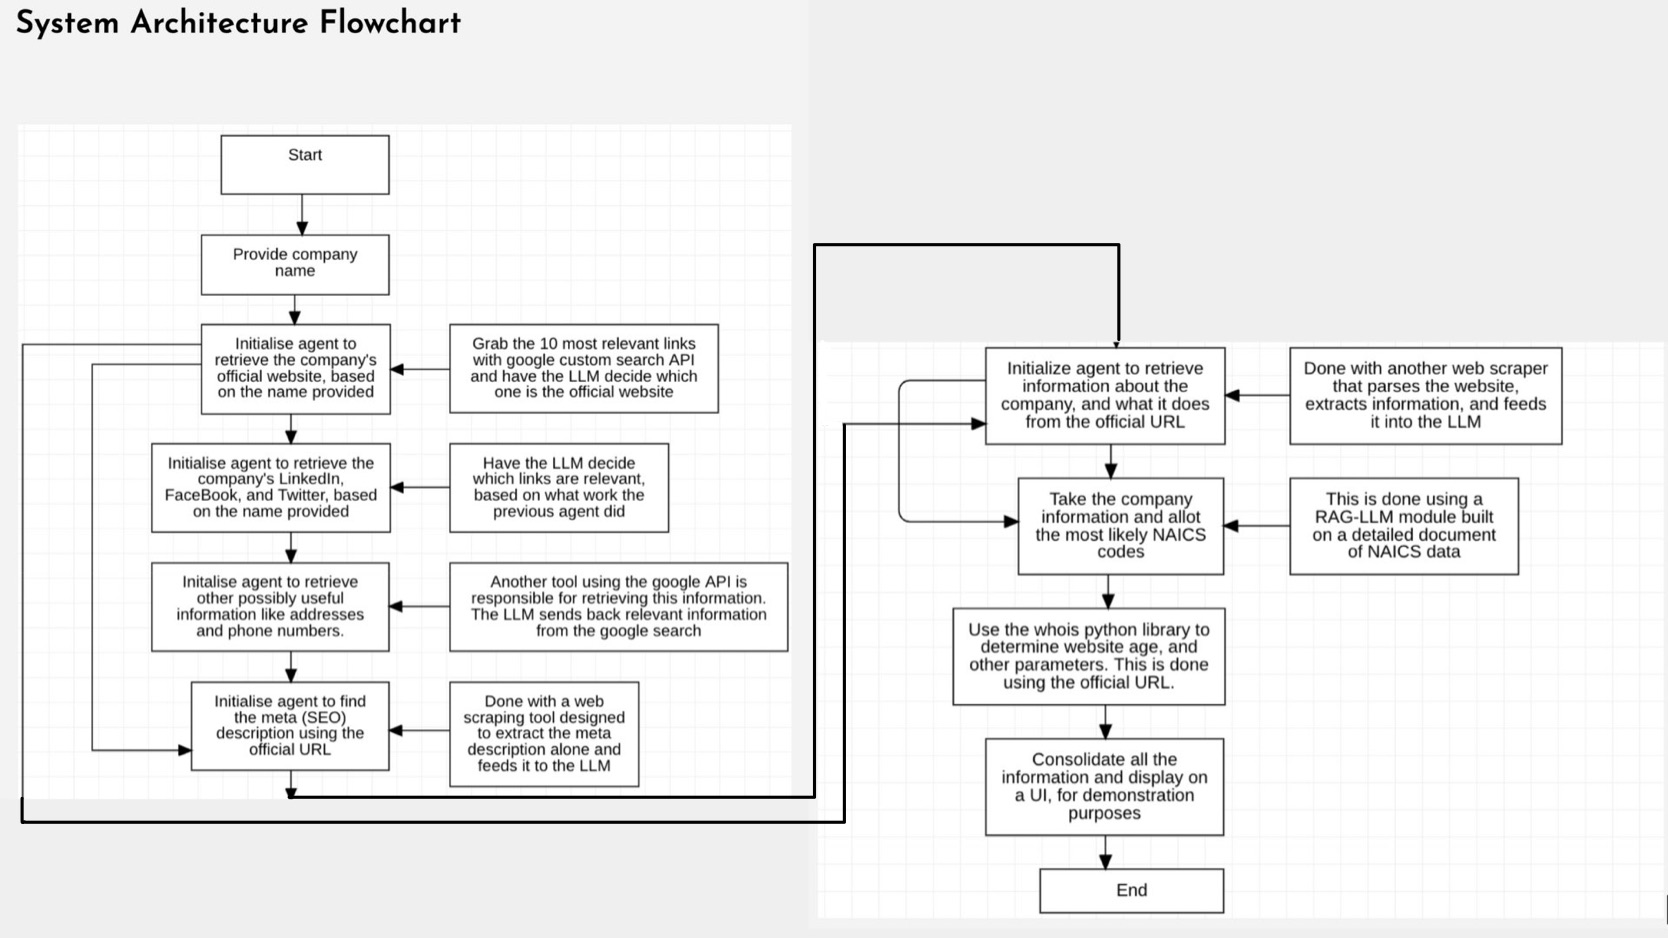 System Architecture Flowchart
Start
Provide company
name
Initialise agent to
retrieve the company's
official website, based
on the name provided
Grab the 10 most relevant links
with google custom search API
and have the LLM decide which
one is the official website
Initialise agent to retrieve the
company's LinkedIn,
FaceBook, and Twitter, based
on the name provided
Have the LLM decide
which links are relevant,
based on what work the
previous agent did
Initalise agent to retrieve
other possibly useful
information like addresses
and phone numbers.
Another tool using the google API is
responsible for retrieving this information.
The LLM sends back relevant information
from the google search
Initialise agent to find
the meta (SEO)
description using the
official URL
Done with a web
scraping tool designed
to extract the meta
description alone and
feeds it to the LLM
Initialize agent to retrieve
information about the
company, and what it does
from the official URL
Done with another web scraper
that parses the website,
extracts information, and feeds
it into the LLM
Take the company
information and allot
the most likely NAICS
codes
This is done using a
RAG-LLM module built
on a detailed document
of NAICS data
Use the whois python library to
determine website age, and
other parameters. This is done
using the official URL.
Consolidate all the
information and display on
a UI, for demonstration
purposes
End